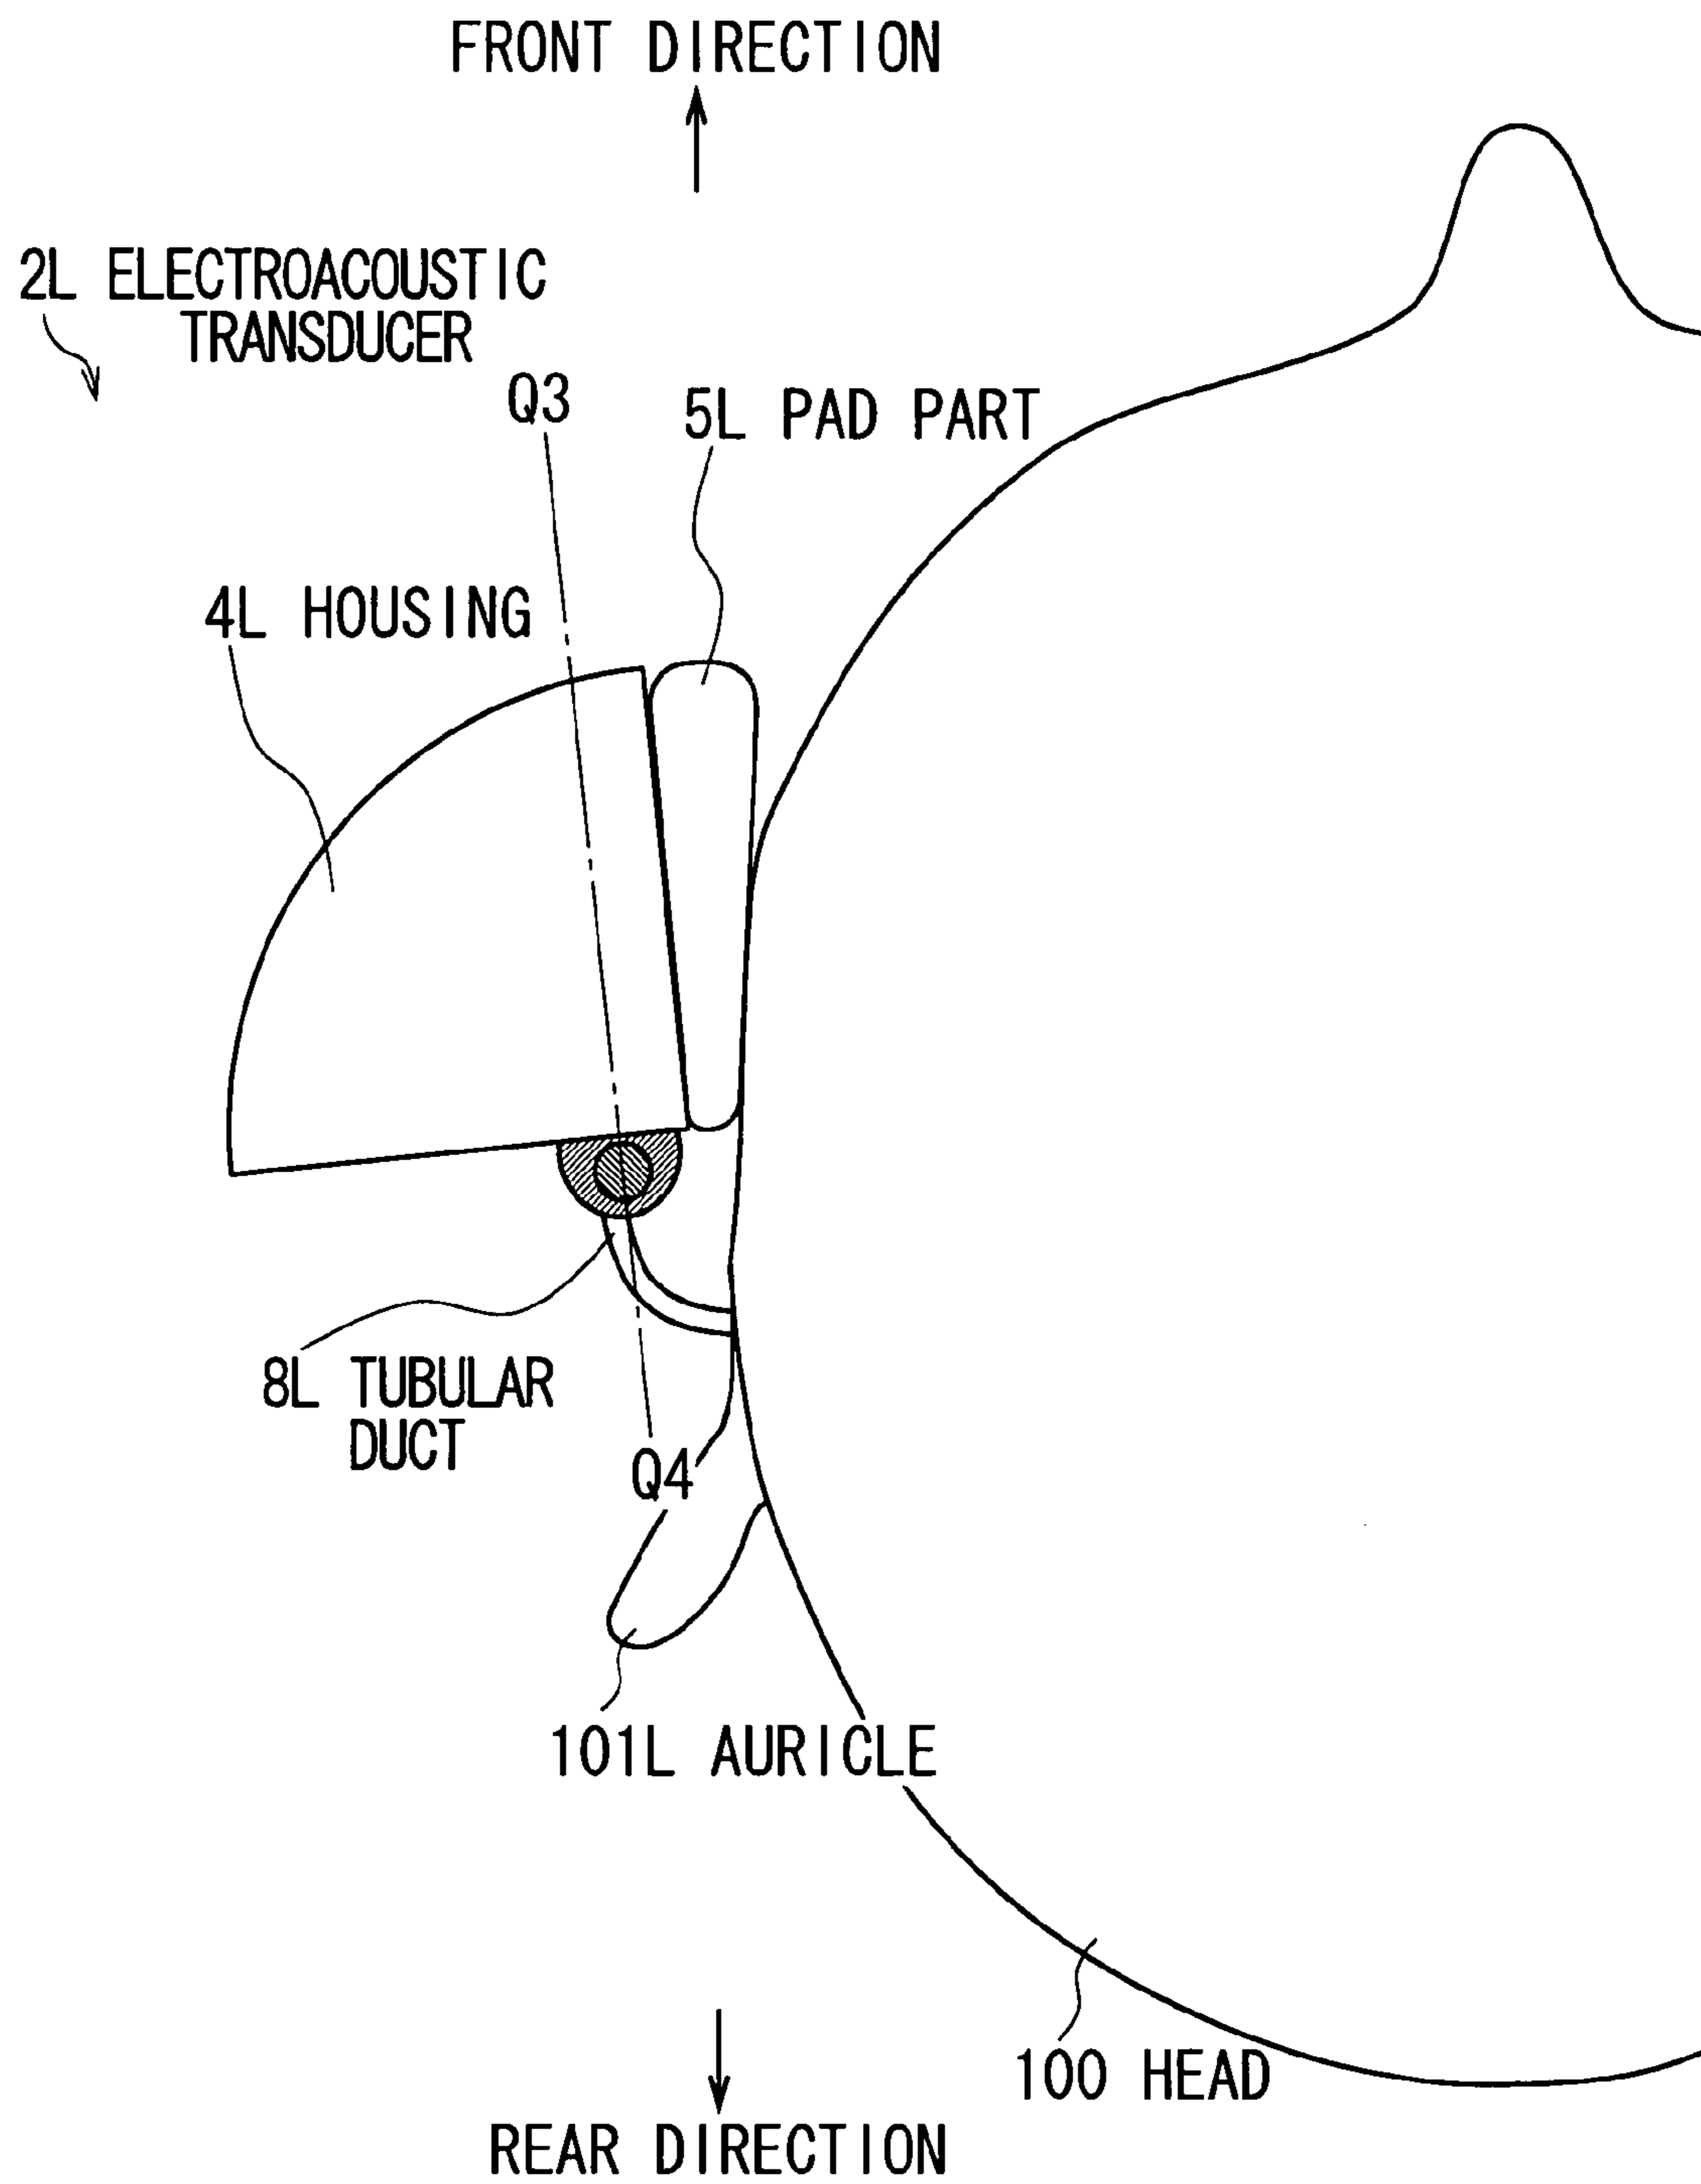 FRONT DIRECTION
2L ELECTROACOUSTIC
TRANSDUCER
Q3
5L PAD PART
4L HOUSING
8L TUBULAR
DUCT
Q4
101L AURICLE
100 HEAD
REAR DIRECTION